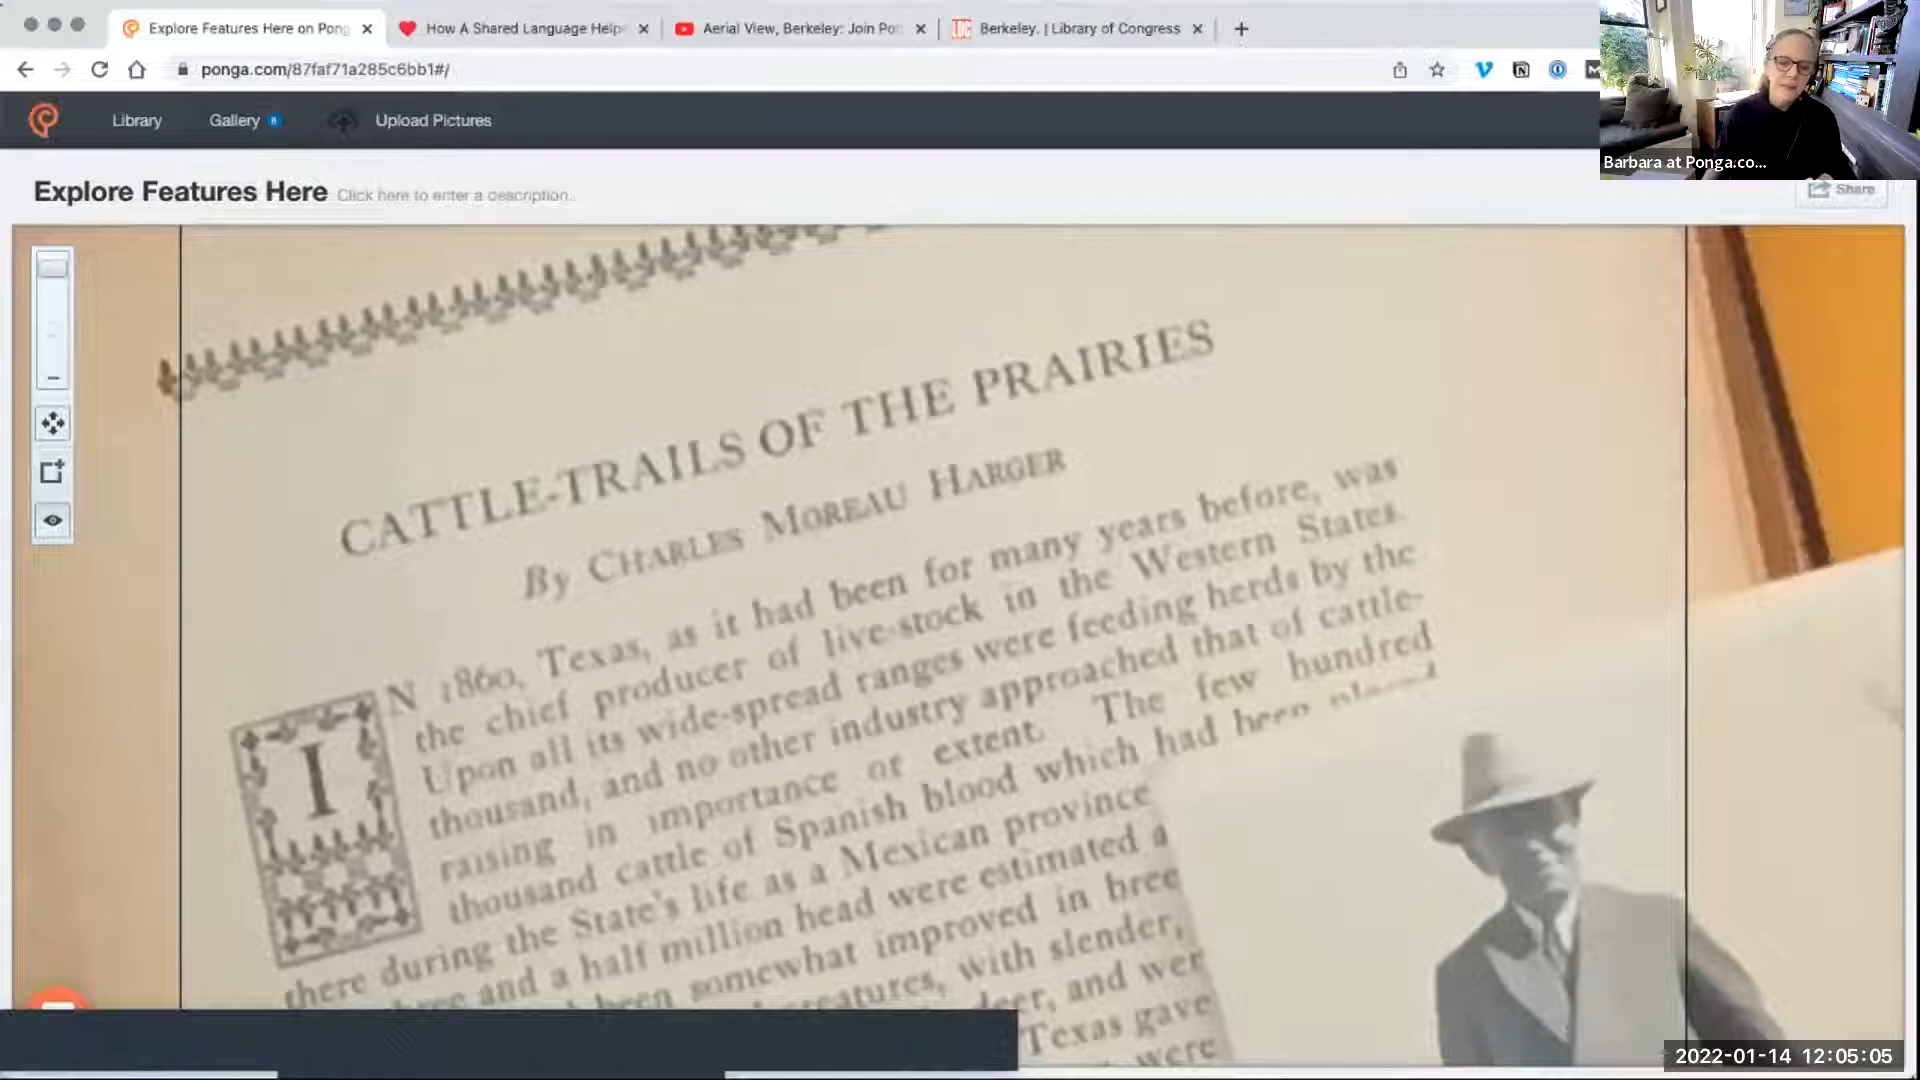 Explore Features Here on Pong
How A Shared Language Help
Aerial View, Berkeley: Join Po
Berkeley. | Library of Congress
ponga.com/87faf71a285c6bb1#/
Library
Gallery 8
Upload Pictures
Barbara at Ponga.co...
Explore Features Here
Click here to enter a description...
Share
CATTLE-TRAILS OF THE PRAIRIES
By CHARLES MOREAU HARGER
IN 1860, Texas, as it had been for many years before, was
the chief producer of live-stock in the Western States.
Upon all its wide-spread ranges were feeding herds by the
thousand, and no other industry approached that of cattle-
raising in importance or extent. The few hundred
thousand cattle of Spanish blood which had been placed
there during the State's life as a Mexican province
and a half million head were estimated a
been somewhat improved in bree
creatures, with slender,
deer, and wer
Texas gave
were
2022-01-14 12:05:05